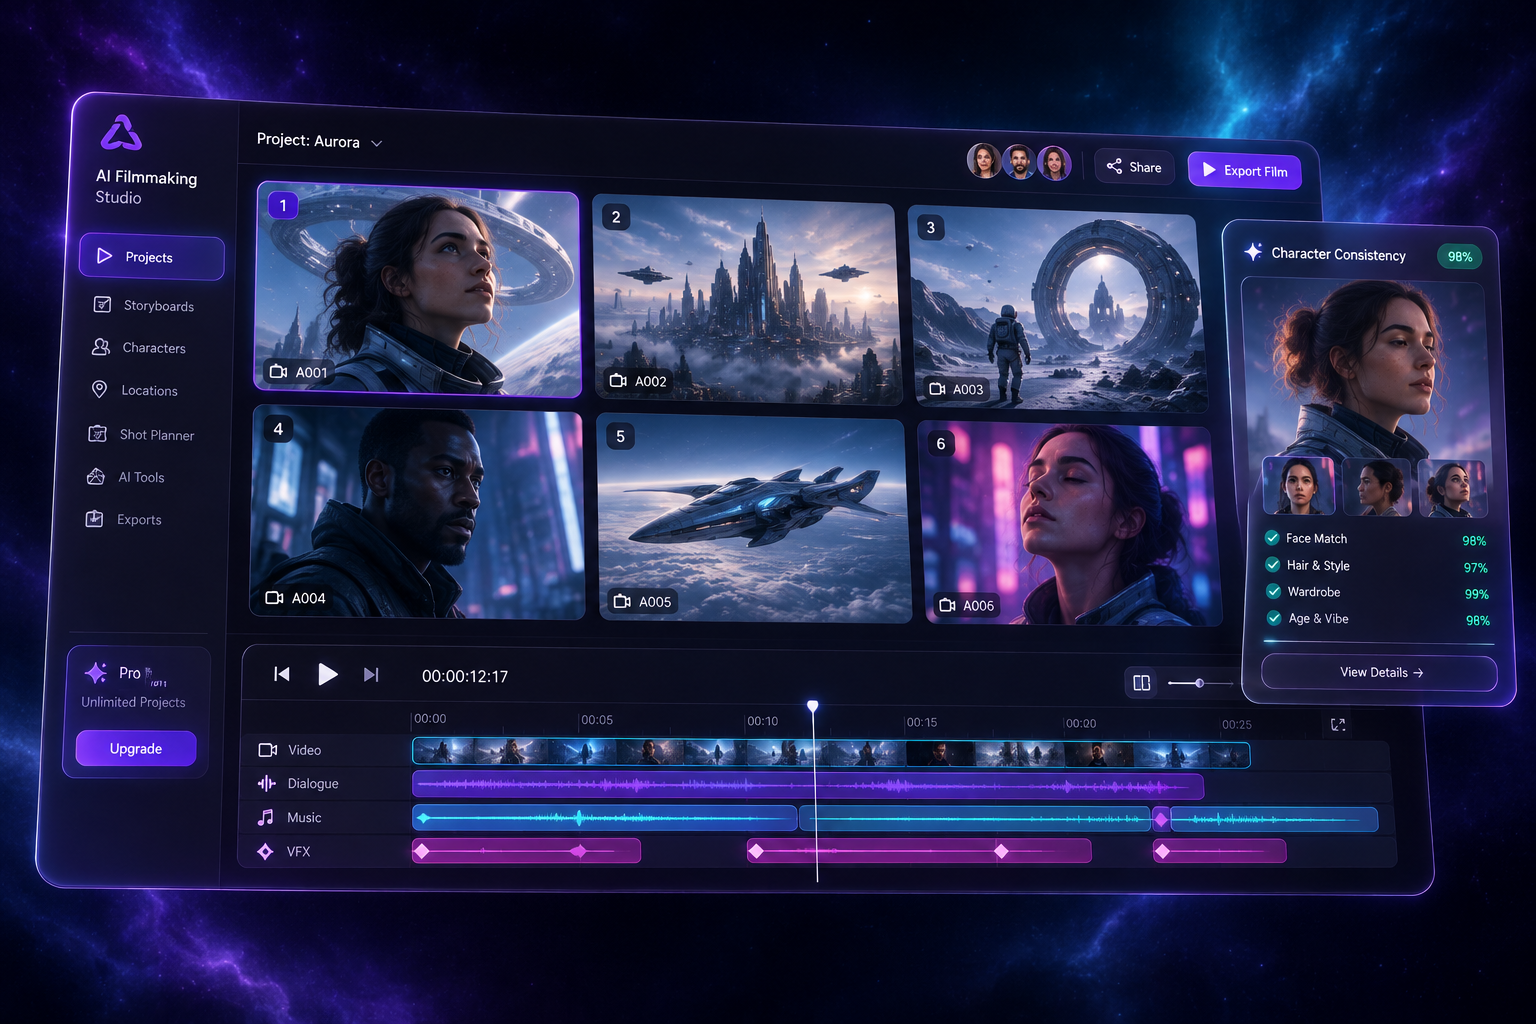 AI Filmmaking
Studio
Projects
Storyboards
Characters
Locations
Shot Planner
AI Tools
Exports
Pro
Unlimited Projects
Upgrade
Project: Aurora
Share
Export Film
1
A001
2
A002
3
A003
4
A004
5
A005
6
A006
Character Consistency 98%
Face Match 98%
Hair & Style 97%
Wardrobe 99%
Age & Vibe 98%
View Details →
00:00:12:17
00:00 00:05 00:10 00:15 00:20 00:25
Video
Dialogue
Music
VFX